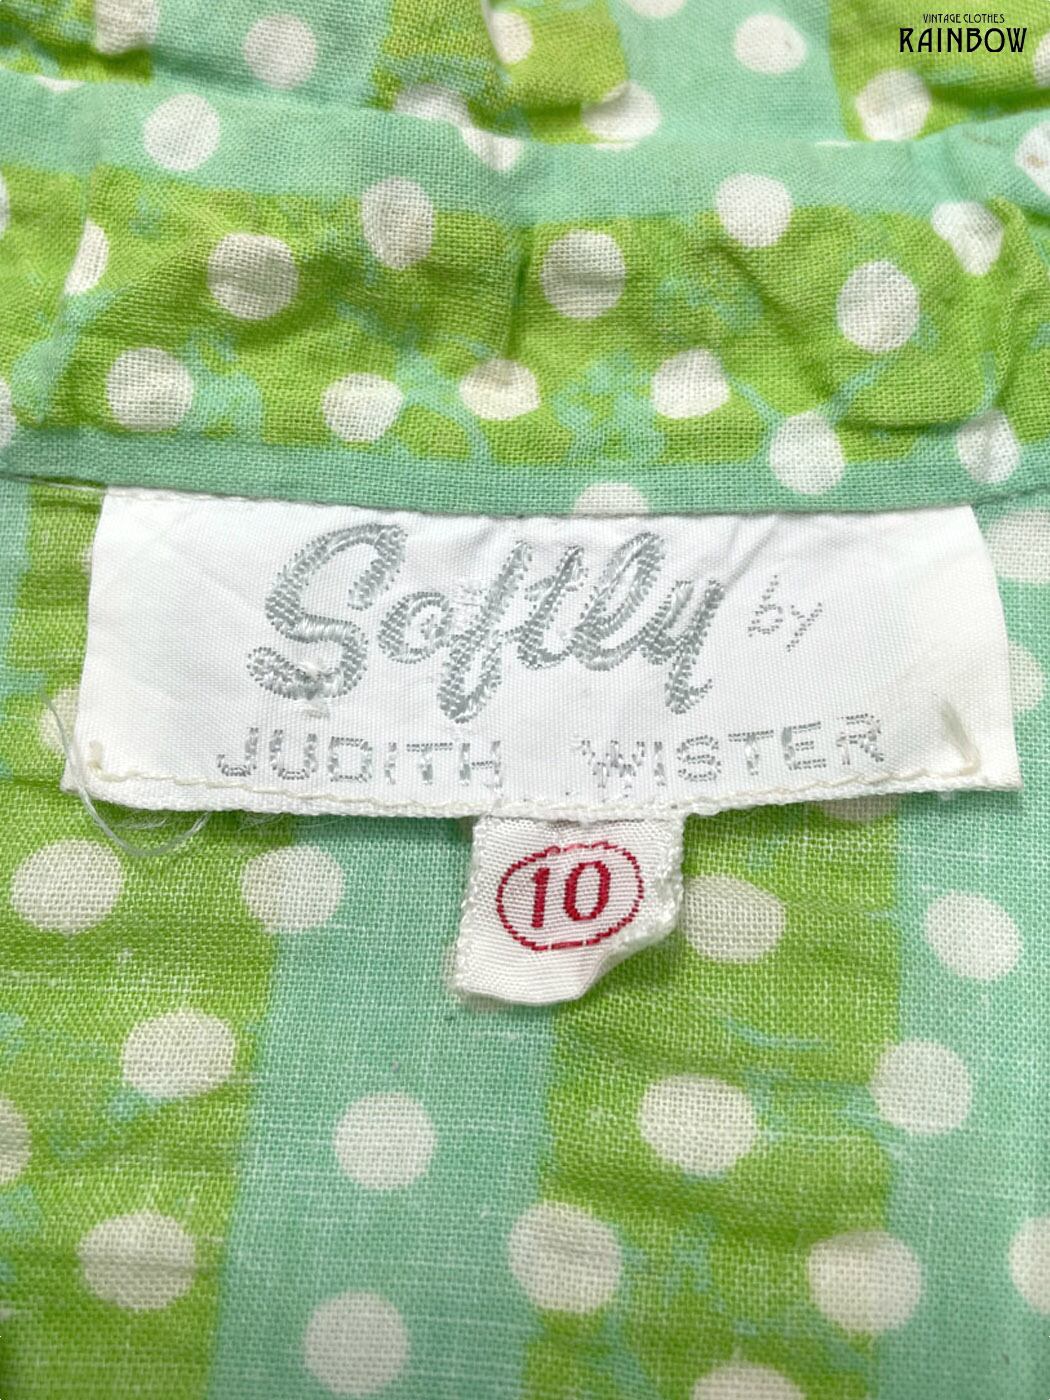 VINTAGE CLOTHES
RAINBOW
Softly by
JUDITH WISTER
10